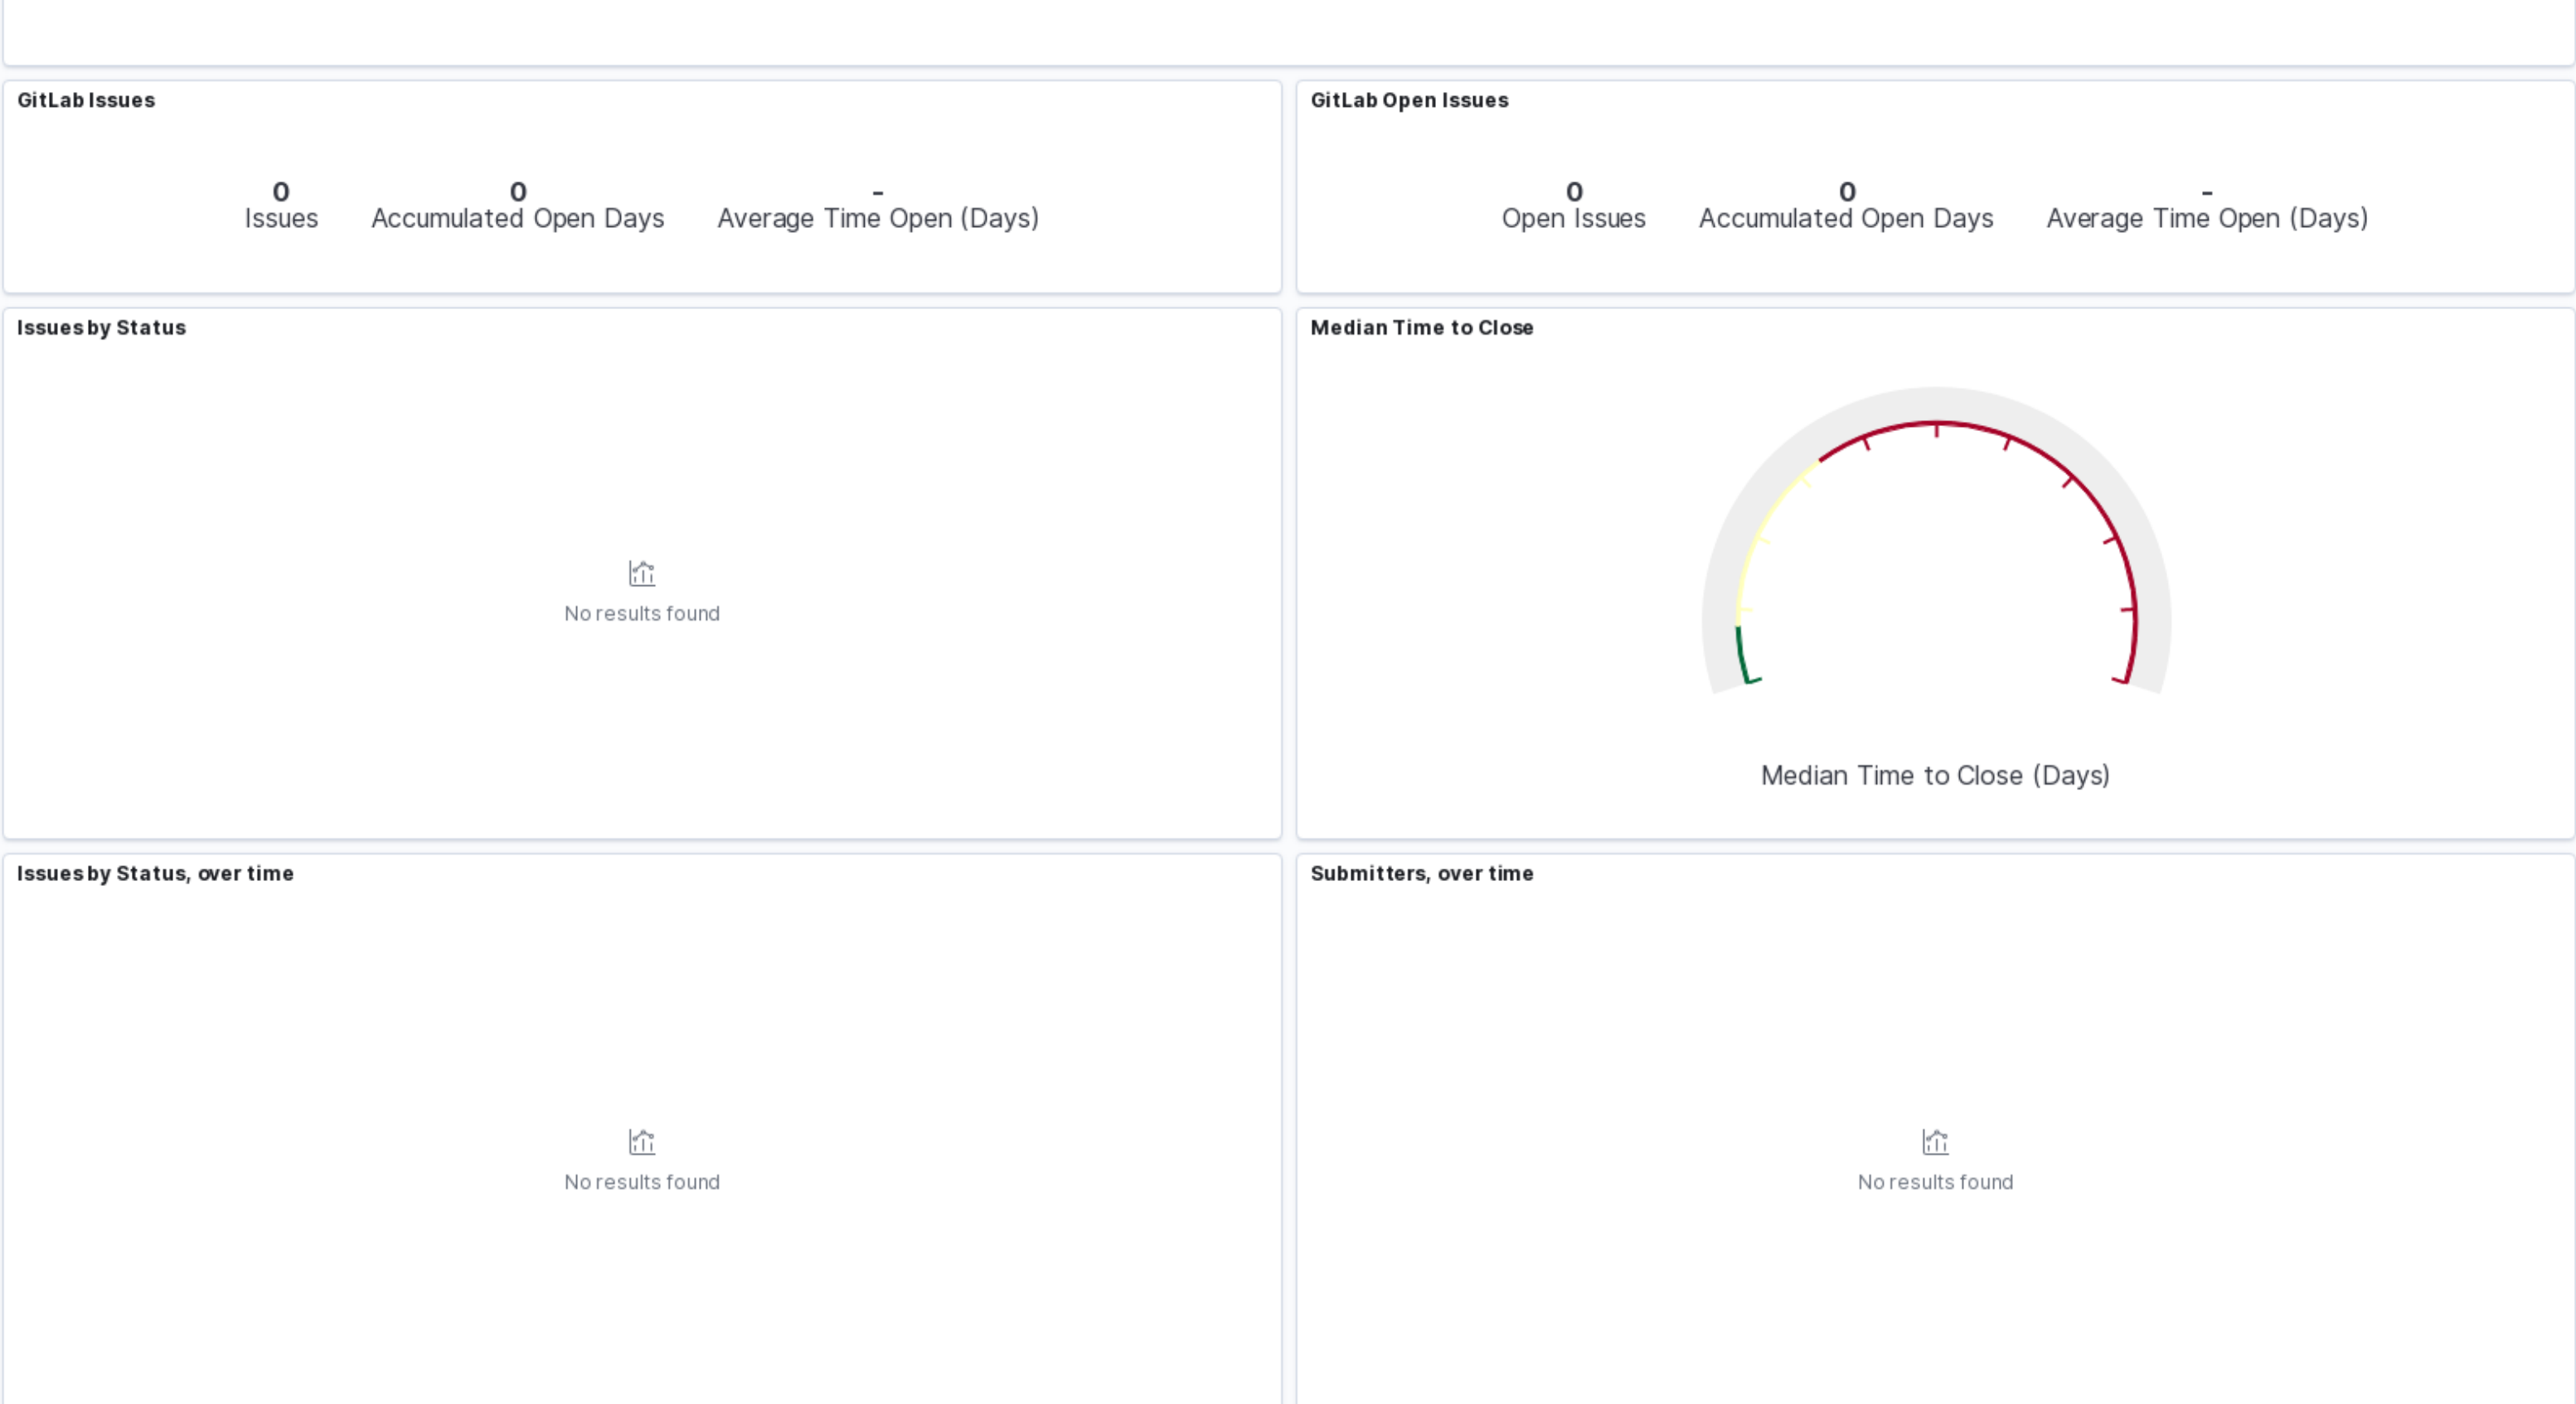 GitLab Issues
0
Issues
0
Accumulated Open Days
-
Average Time Open (Days)
GitLab Open Issues
0
Open Issues
0
Accumulated Open Days
-
Average Time Open (Days)
Issues by Status
No results found
Median Time to Close
Median Time to Close (Days)
Issues by Status, over time
No results found
Submitters, over time
No results found